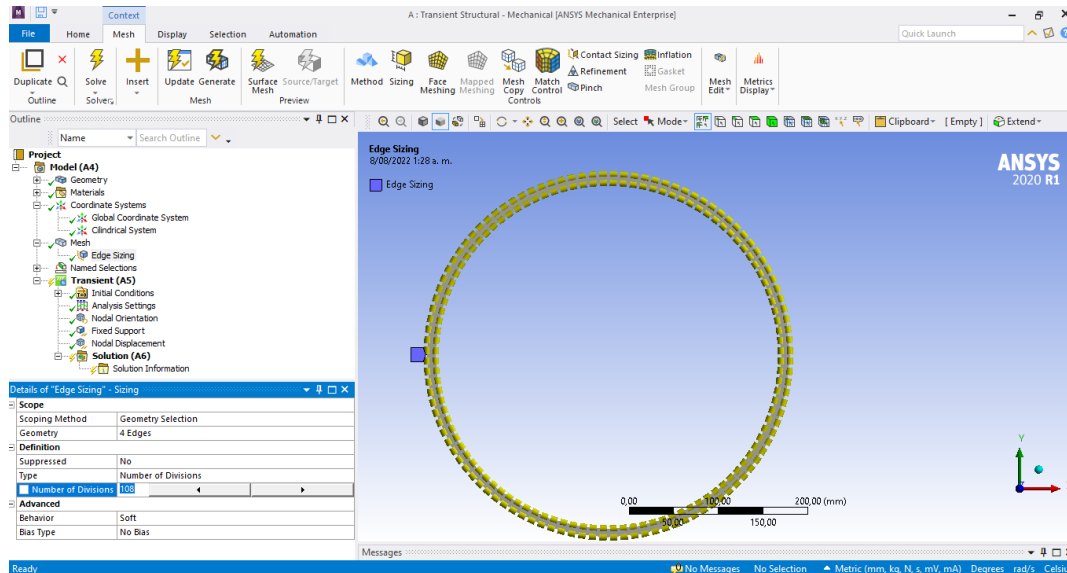 Context
A : Transient Structural - Mechanical [ANSYS Mechanical Enterprise]
File Home Mesh Display Selection Automation
Quick Launch
Duplicate
Outline
Solve
Solvers
Insert
Update Generate
Mesh
Surface Mesh
Source/Target
Preview
Method Sizing
Face Meshing
Mapped Meshing
Mesh Copy
Match Control
Contact Sizing
Refinement
Pinch
Inflation
Gasket
Mesh Group
Controls
Mesh Edit
Metrics Display
Outline
Name Search Outline
Select Mode Clipboard [ Empty ] Extend
Project
Model (A4)
Geometry
Materials
Coordinate Systems
Global Coordinate System
Cilindrical System
Mesh
Edge Sizing
Named Selections
Transient (A5)
Initial Conditions
Analysis Settings
Nodal Orientation
Fixed Support
Nodal Displacement
Solution (A6)
Solution Information
Details of "Edge Sizing" - Sizing
Scope
Scoping Method Geometry Selection
Geometry 4 Edges
Definition
Suppressed No
Type Number of Divisions
Number of Divisions 108
Advanced
Behavior Soft
Bias Type No Bias
Edge Sizing
8/08/2022 1:28 a. m.
Edge Sizing
ANSYS
2020 R1
0,00 100,00 200,00 (mm)
50,00 150,00
Y
Messages
Ready
No Messages No Selection Metric (mm, kg, N, s, mV, mA) Degrees rad/s Celsiu